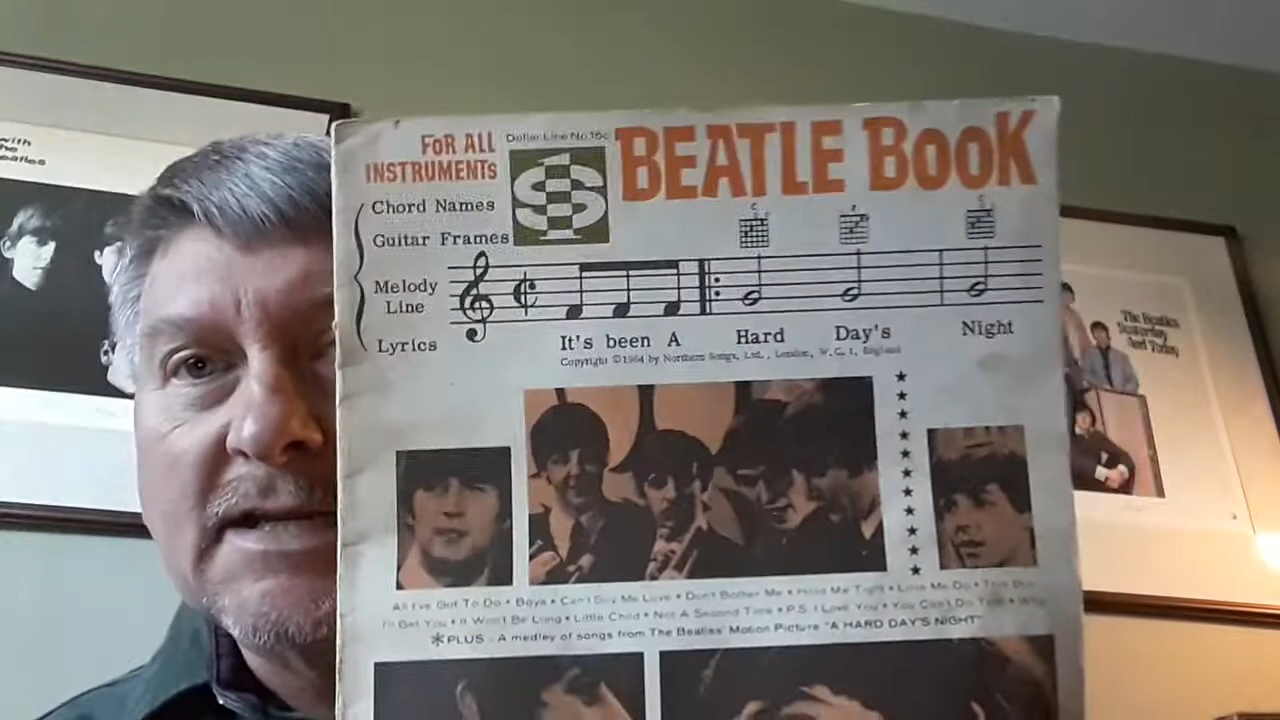 with
the
Beatles
FOR ALL
INSTRUMENTS
Dollar Line No. 16c
$1
BEATLE BOOK
Chord Names
Guitar Frames
C F G
Melody
Line
Lyrics
It's been A Hard Day's Night
Copyright © 1964 by Northern Songs, Ltd., London, W.C.1, England
The Beatles
Yesterday
And Today
All I've Got To Do • Boys • Can't Buy Me Love • Don't Bother Me • Hold Me Tight • Love Me Do • This
I'll Get You • It Won't Be Long • Little Child • Not A Second Time • P.S. I Love You • You Can't Do That •
*PLUS - A medley of songs from The Beatles' Motion Picture "A HARD DAY'S NIGHT"